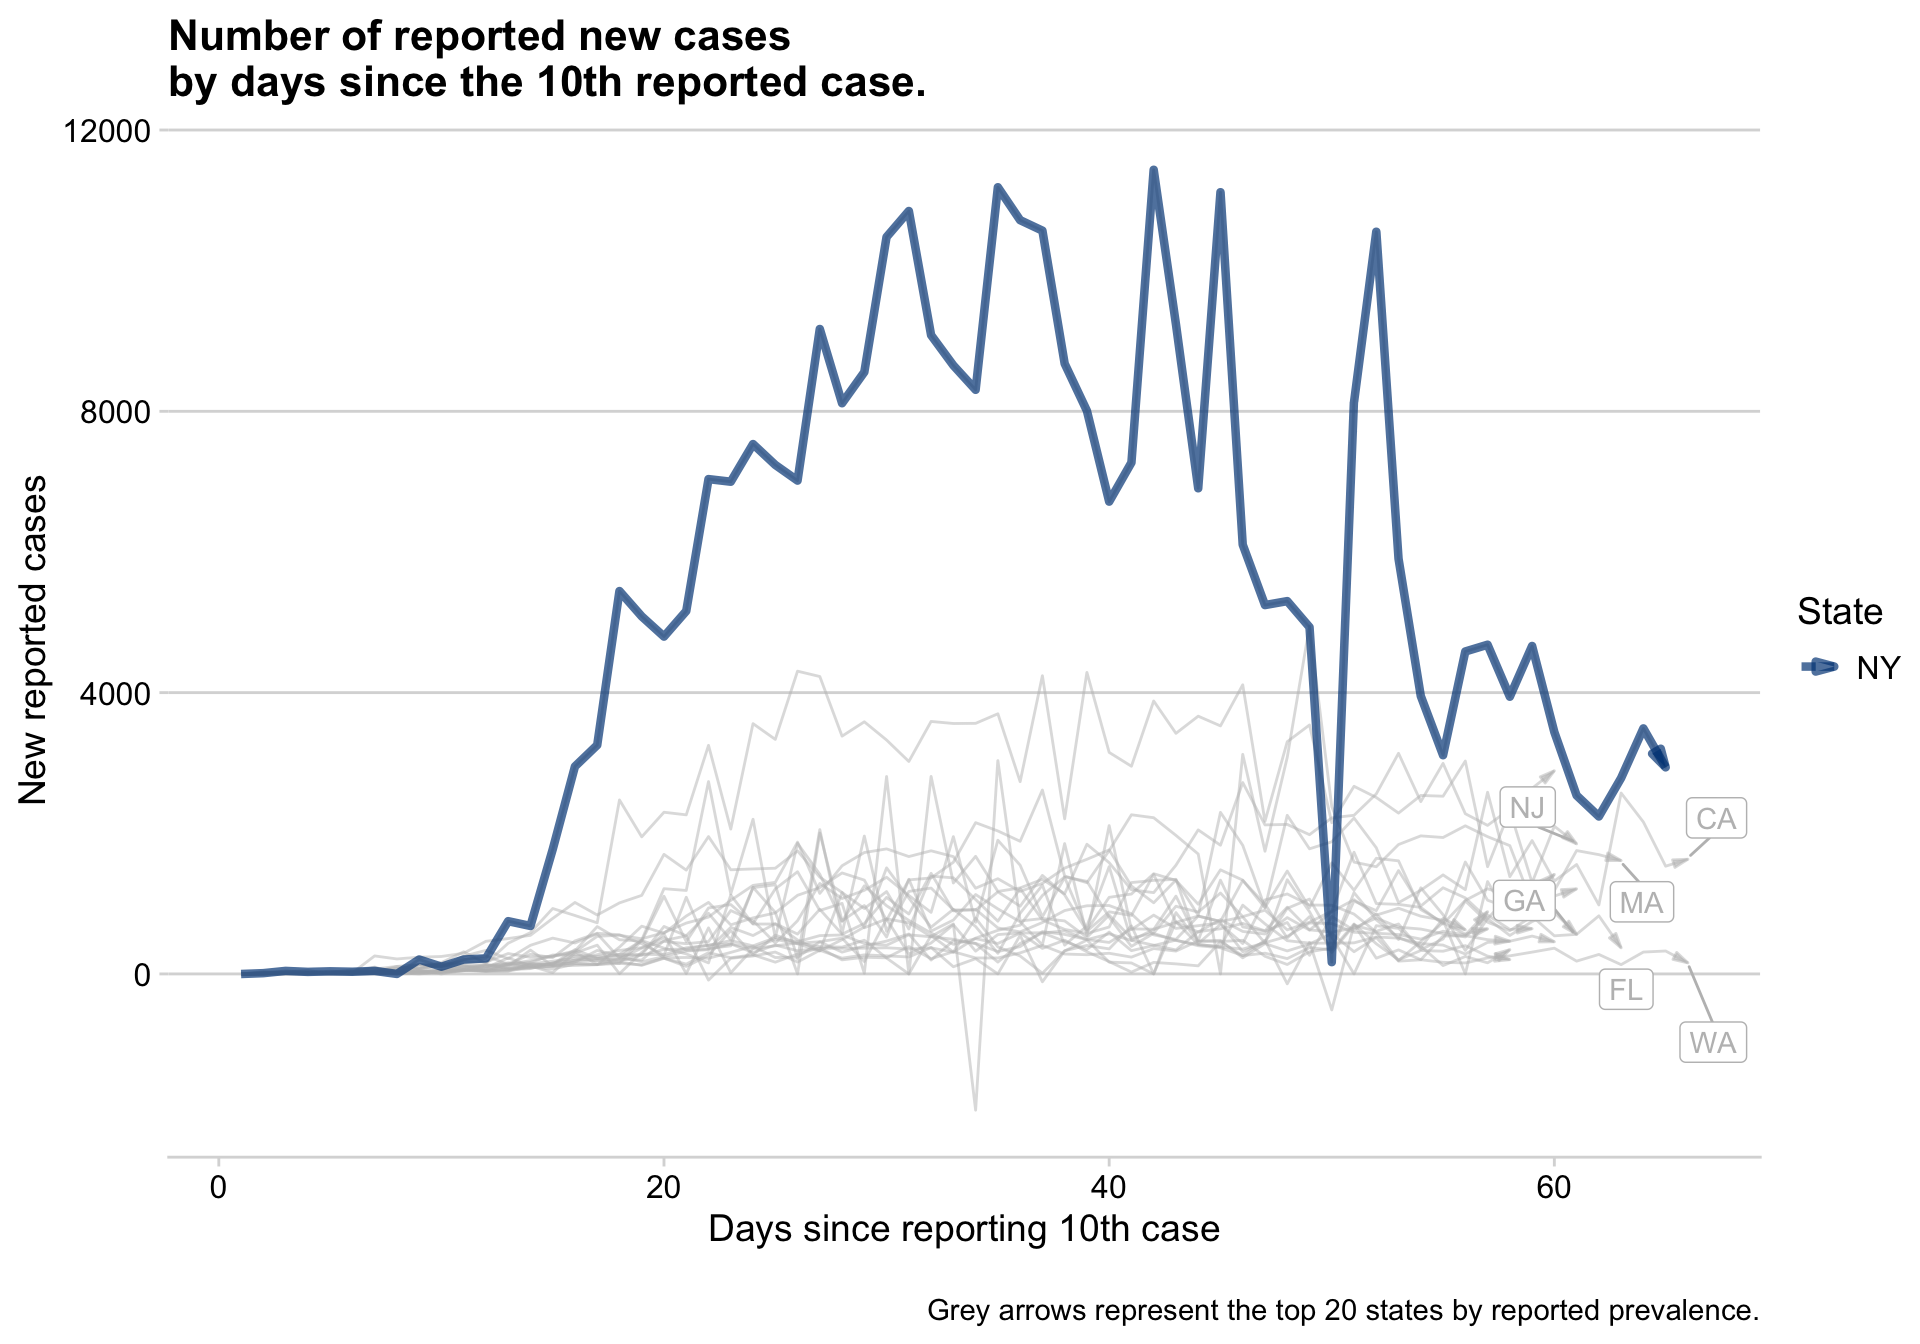 Number of reported new cases
by days since the 10th reported case.
12000
8000
4000
0
New reported cases
NJ
CA
GA
MA
FL
WA
State
NY
0
20
40
60
Days since reporting 10th case
Grey arrows represent the top 20 states by reported prevalence.